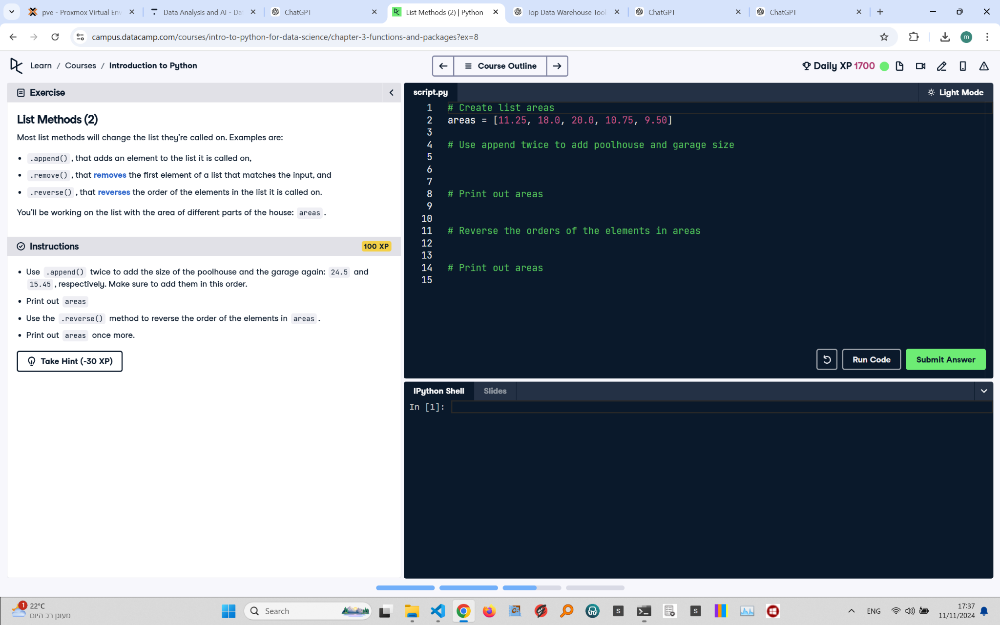 pve - Proxmox Virtual Env
Data Analysis and AI - Da
ChatGPT
List Methods (2) | Python
Top Data Warehouse Tool
ChatGPT
ChatGPT
campus.datacamp.com/courses/intro-to-python-for-data-science/chapter-3-functions-and-packages?ex=8
m
Learn / Courses / Introduction to Python
Course Outline
Daily XP 1700
Exercise
List Methods (2)
Most list methods will change the list they're called on. Examples are:
• .append() , that adds an element to the list it is called on,
• .remove() , that removes the first element of a list that matches the input, and
• .reverse() , that reverses the order of the elements in the list it is called on.
You'll be working on the list with the area of different parts of the house: areas .
Instructions
100 XP
• Use .append() twice to add the size of the poolhouse and the garage again: 24.5 and
15.45 , respectively. Make sure to add them in this order.
• Print out areas
• Use the .reverse() method to reverse the order of the elements in areas .
• Print out areas once more.
Take Hint (-30 XP)
script.py
Light Mode
1 # Create list areas
2 areas = [11.25, 18.0, 20.0, 10.75, 9.50]
3
4 # Use append twice to add poolhouse and garage size
5
6
7
8 # Print out areas
9
10
11 # Reverse the orders of the elements in areas
12
13
14 # Print out areas
15
Run Code
Submit Answer
IPython Shell
Slides
In [1]:
1
22°C
מעונן רב היום
Search
S
S
ENG
17:37
11/11/2024